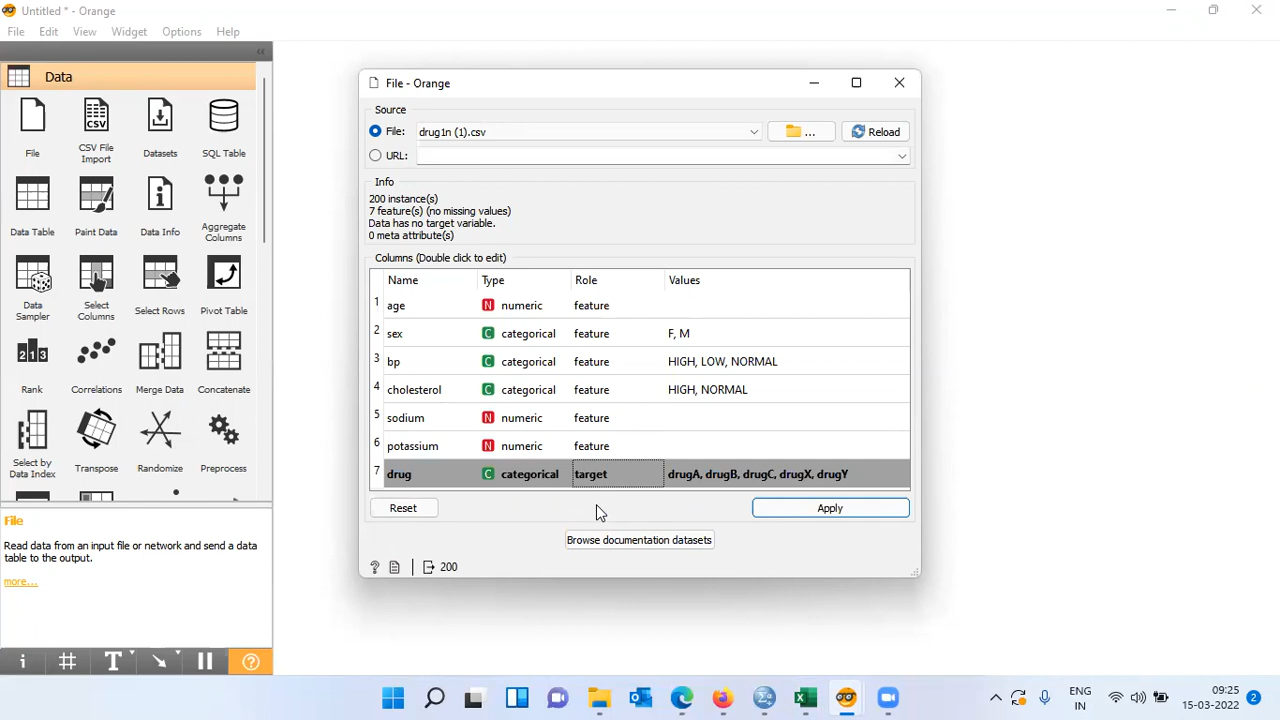 Untitled * - Orange
File Edit View Widget Options Help
Data
File
CSV File Import
Datasets
SQL Table
Data Table
Paint Data
Data Info
Aggregate Columns
Data Sampler
Select Columns
Select Rows
Pivot Table
Rank
Correlations
Merge Data
Concatenate
Select by Data Index
Transpose
Randomize
Preprocess
File
Read data from an input file or network and send a data
table to the output.
more...
File - Orange
Source
File: drug1n (1).csv ... Reload
URL:
Info
200 instance(s)
7 feature(s) (no missing values)
Data has no target variable.
0 meta attribute(s)
Columns (Double click to edit)
Name Type Role Values
1 age N numeric feature
2 sex C categorical feature F, M
3 bp C categorical feature HIGH, LOW, NORMAL
4 cholesterol C categorical feature HIGH, NORMAL
5 sodium N numeric feature
6 potassium N numeric feature
7 drug C categorical target drugA, drugB, drugC, drugX, drugY
Reset Apply
Browse documentation datasets
? 200
ENG
IN
09:25
15-03-2022
2